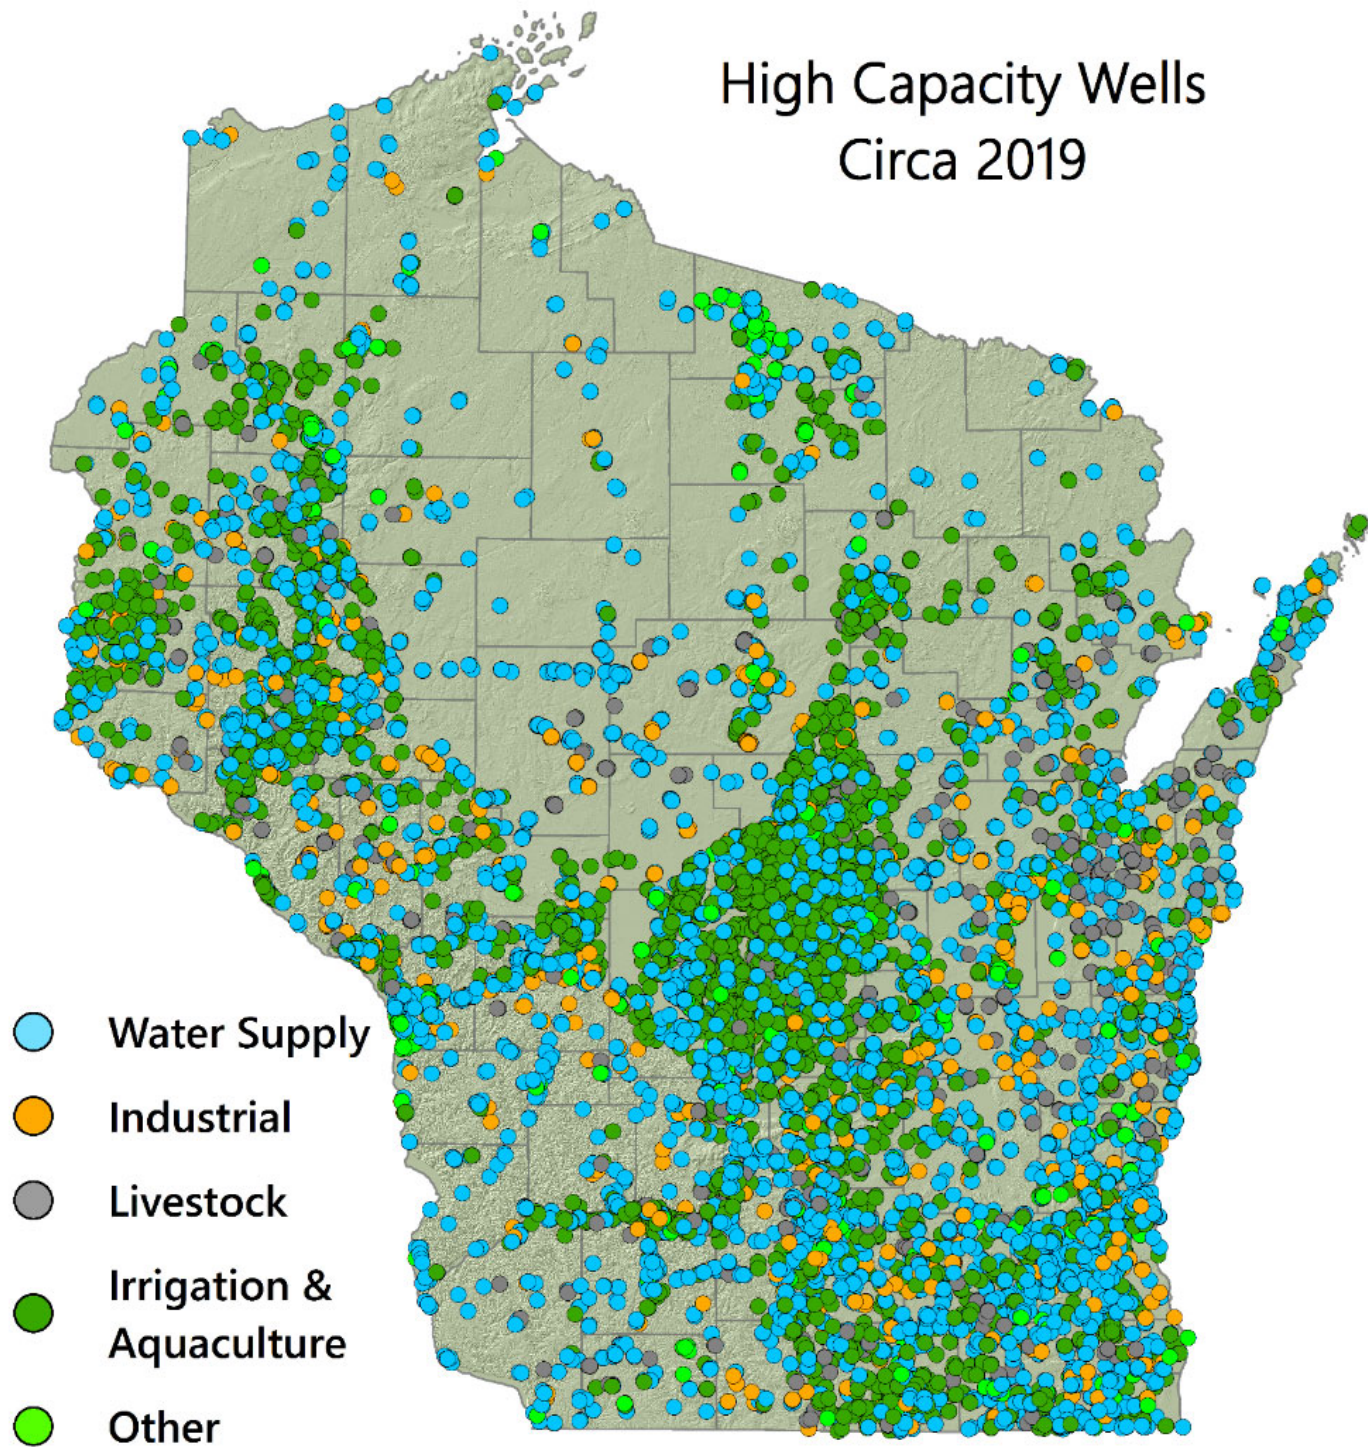 High Capacity Wells
Circa 2019
Water Supply
Industrial
Livestock
Irrigation &
Aquaculture
Other